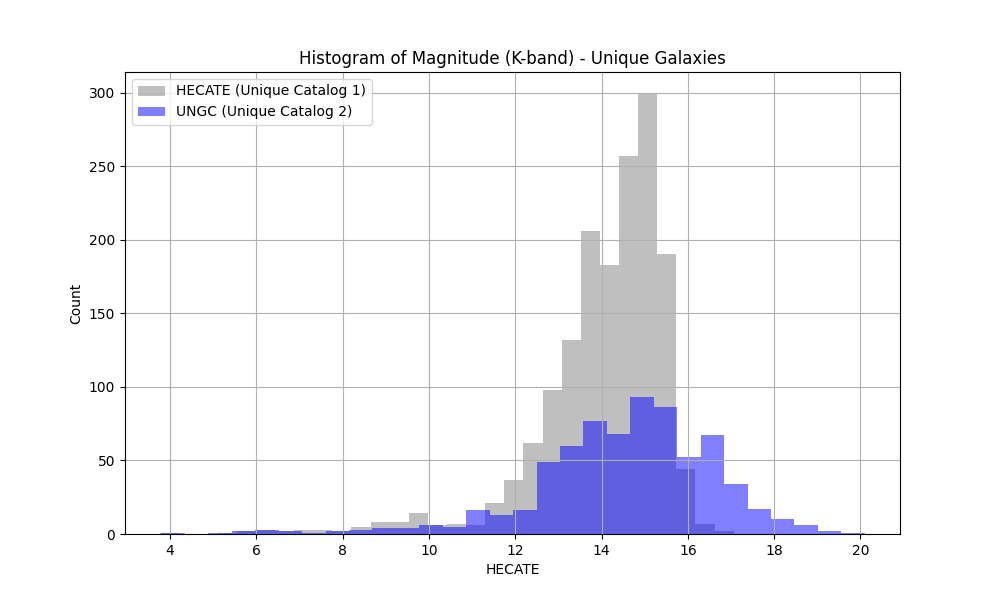 Histogram of Magnitude (K-band) - Unique Galaxies
HECATE (Unique Catalog 1)
UNGC (Unique Catalog 2)
300
250
200
150
100
50
0
Count
4 6 8 10 12 14 16 18 20
HECATE